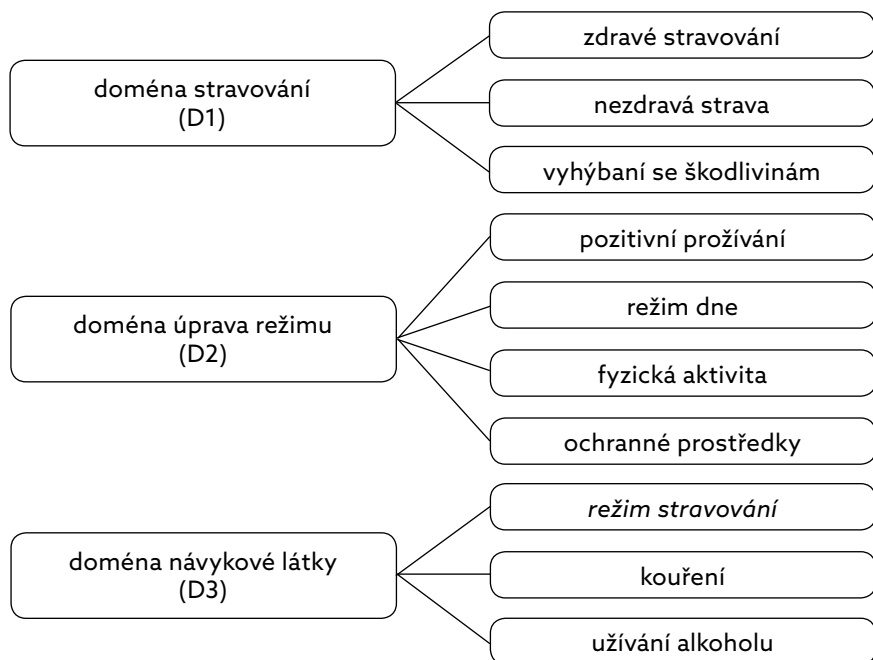 doména stravování
(D1)
zdravé stravování
nezdravá strava
vyhýbaní se škodlivinám
doména úprava režimu
(D2)
pozitivní prožívání
režim dne
fyzická aktivita
ochranné prostředky
doména návykové látky
(D3)
režim stravování
kouření
užívání alkoholu